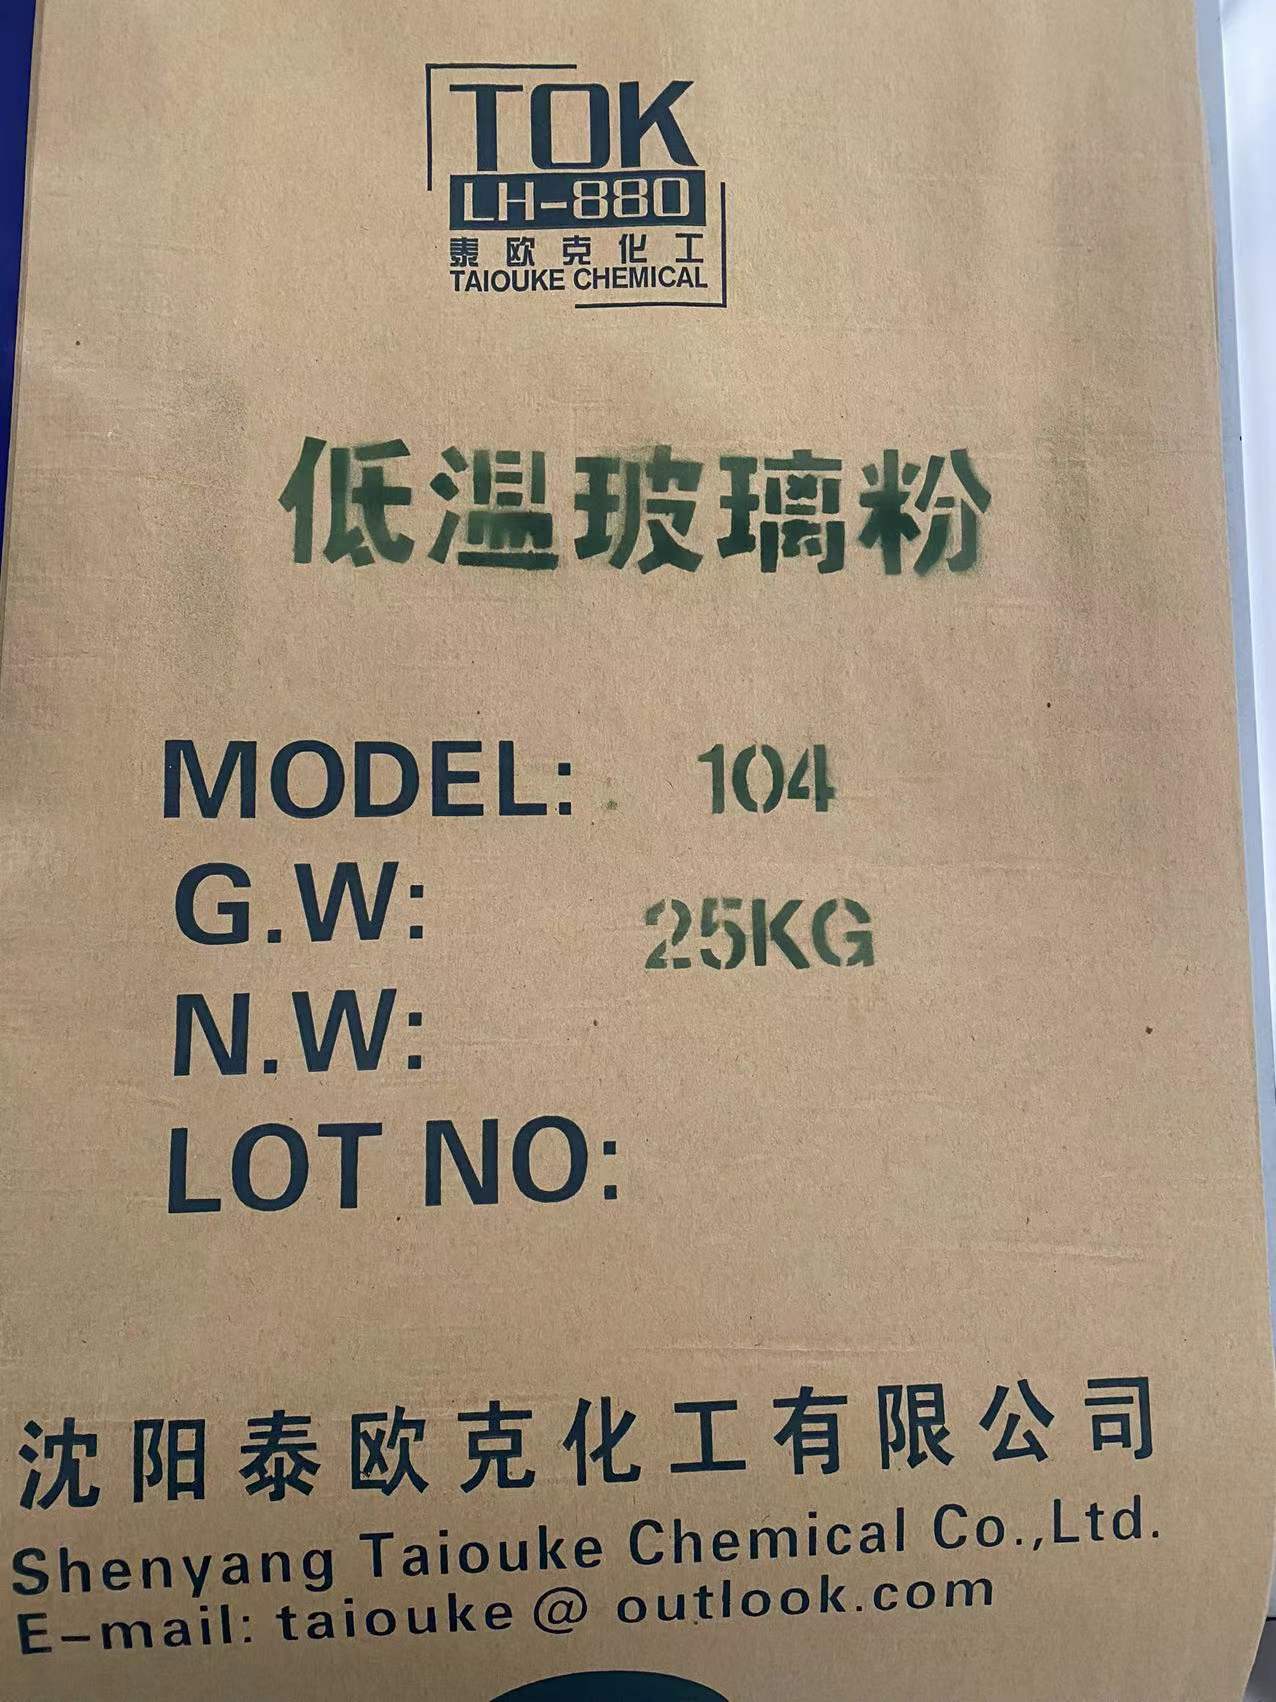 TOK
LH-880
泰欧克化工
TAIOUKE CHEMICAL
低温玻璃粉
MODEL: 104
G.W: 25KG
N.W:
LOT NO:
沈阳泰欧克化工有限公司
Shenyang Taiouke Chemical Co.,Ltd.
E-mail: taiouke@outlook.com